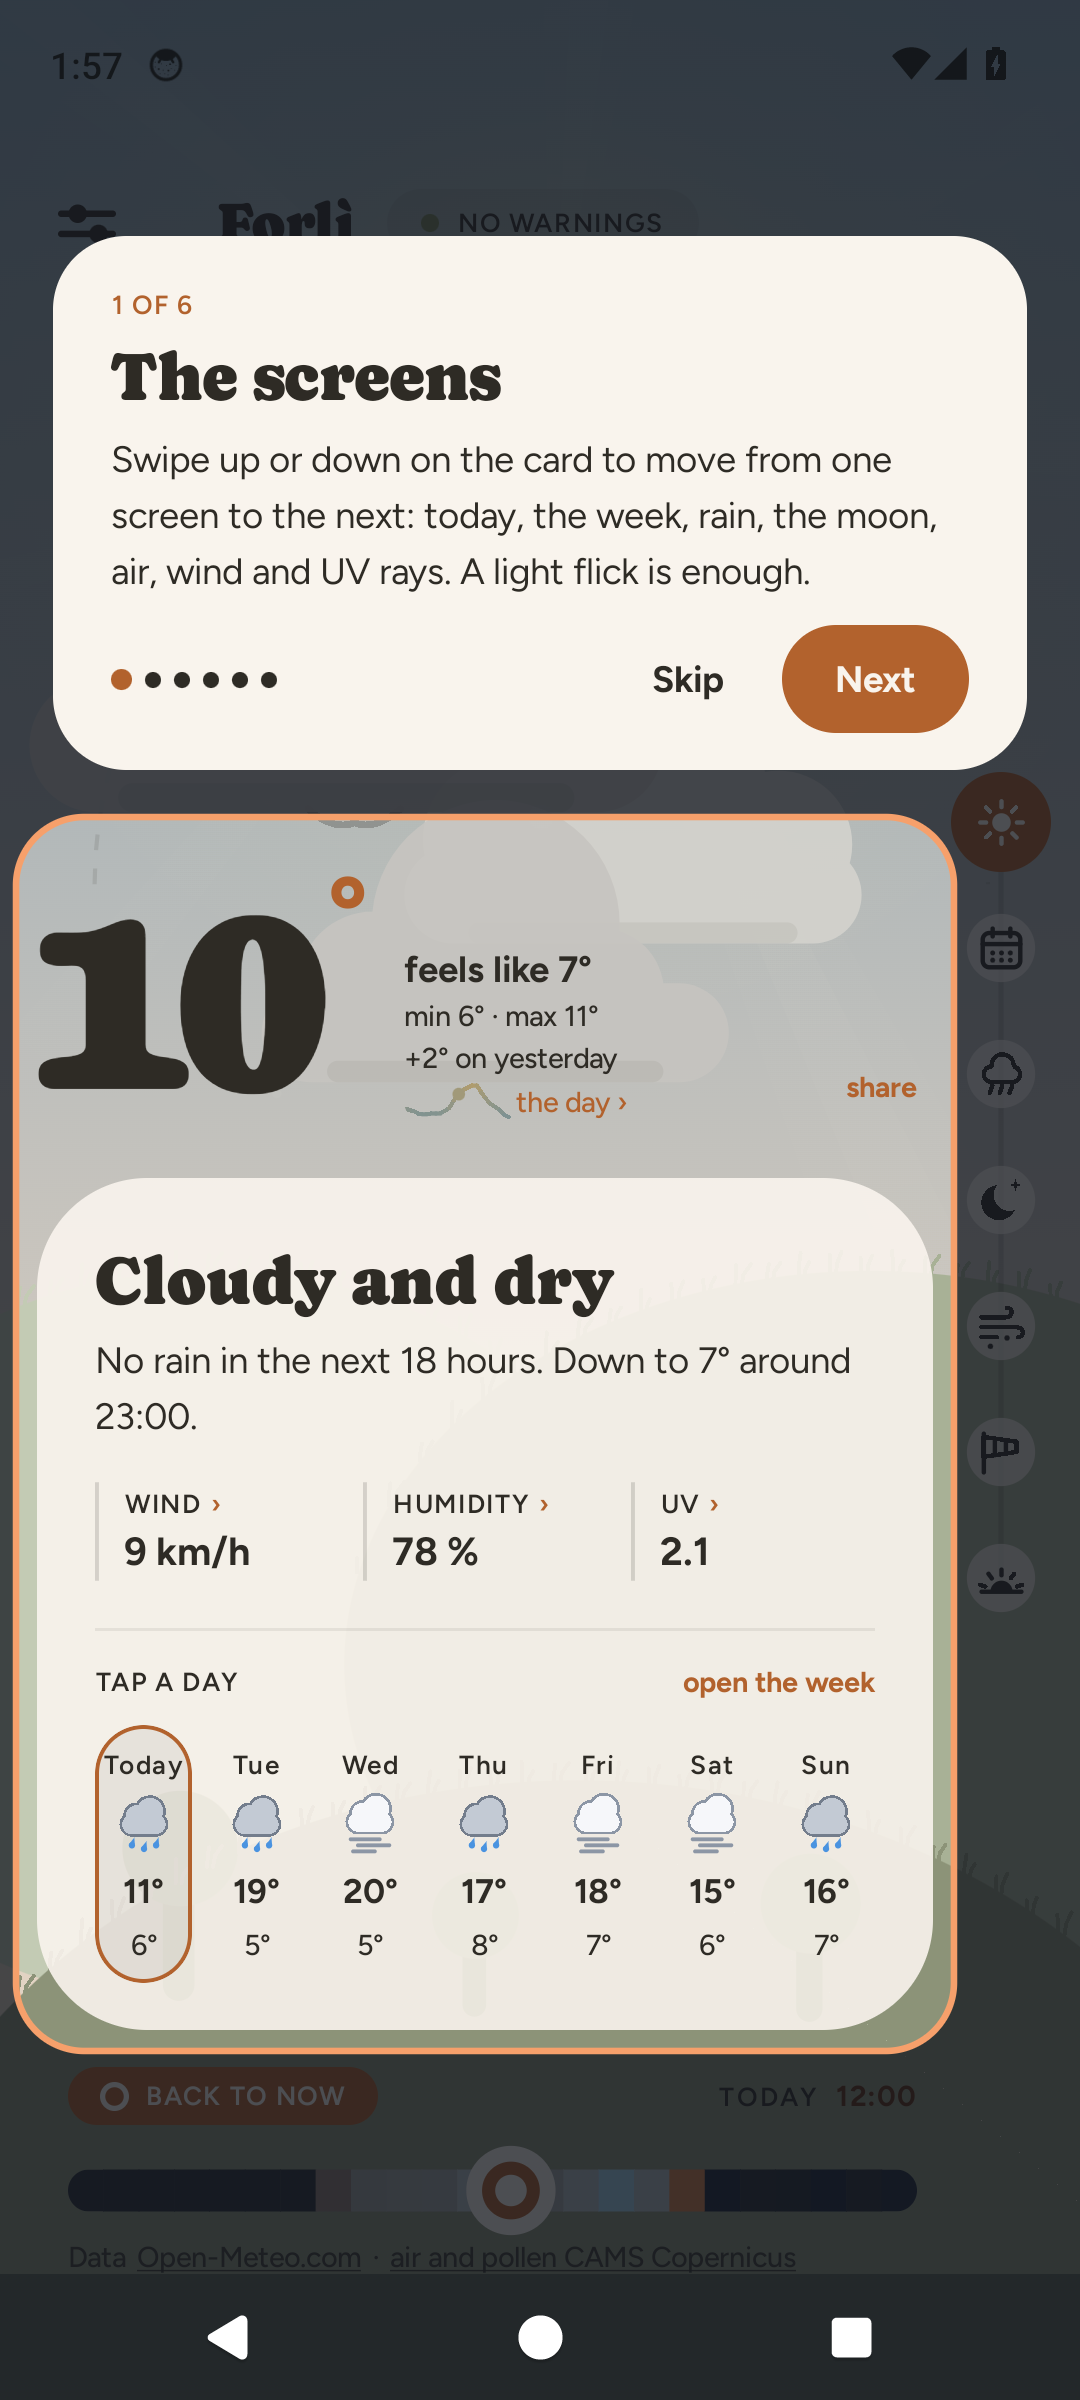 1:57
Forlì
NO WARNINGS
1 OF 6
The screens
Swipe up or down on the card to move from one
screen to the next: today, the week, rain, the moon,
air, wind and UV rays. A light flick is enough.
Skip
Next
10°
feels like 7°
min 6° · max 11°
+2° on yesterday
the day ›
share
Cloudy and dry
No rain in the next 18 hours. Down to 7° around
23:00.
WIND › HUMIDITY › UV ›
9 km/h 78 % 2.1
TAP A DAY
open the week
Today Tue Wed Thu Fri Sat Sun
11° 19° 20° 17° 18° 15° 16°
6° 5° 5° 8° 7° 6° 7°
BACK TO NOW
TODAY 12:00
Data Open-Meteo.com · air and pollen CAMS Copernicus